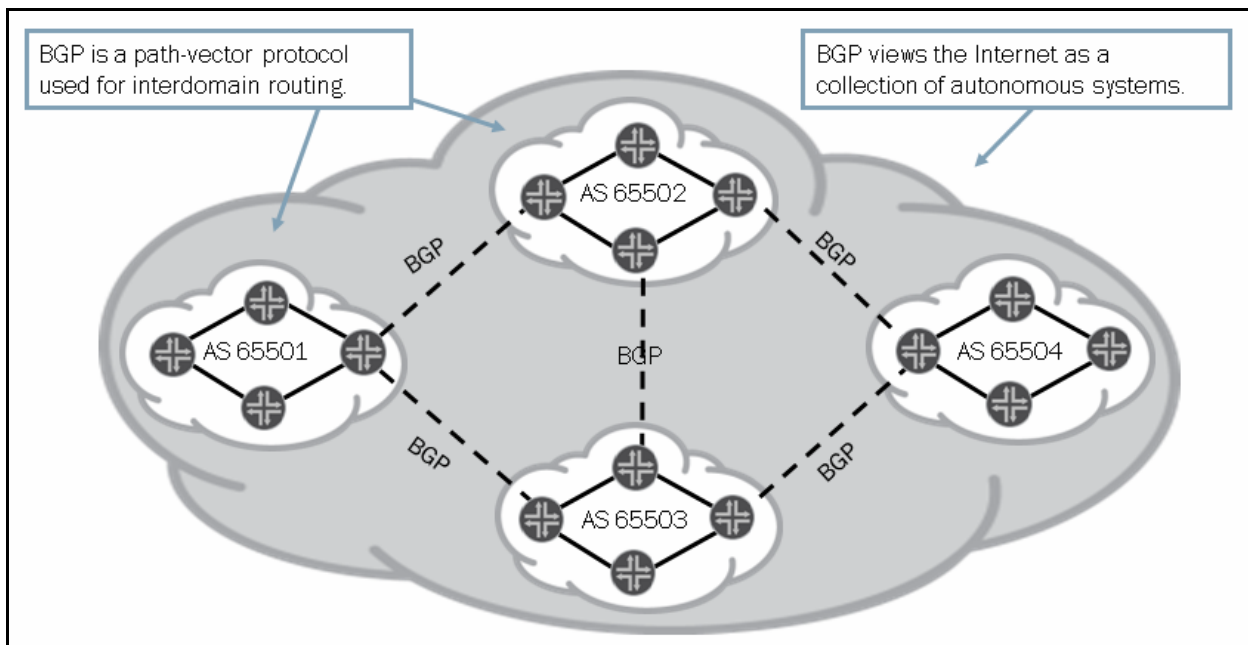 BGP is a path-vector protocol
used for interdomain routing.
BGP views the Internet as a
collection of autonomous systems.
AS 65502
BGP
BGP
AS 65501
BGP
AS 65504
BGP
BGP
AS 65503